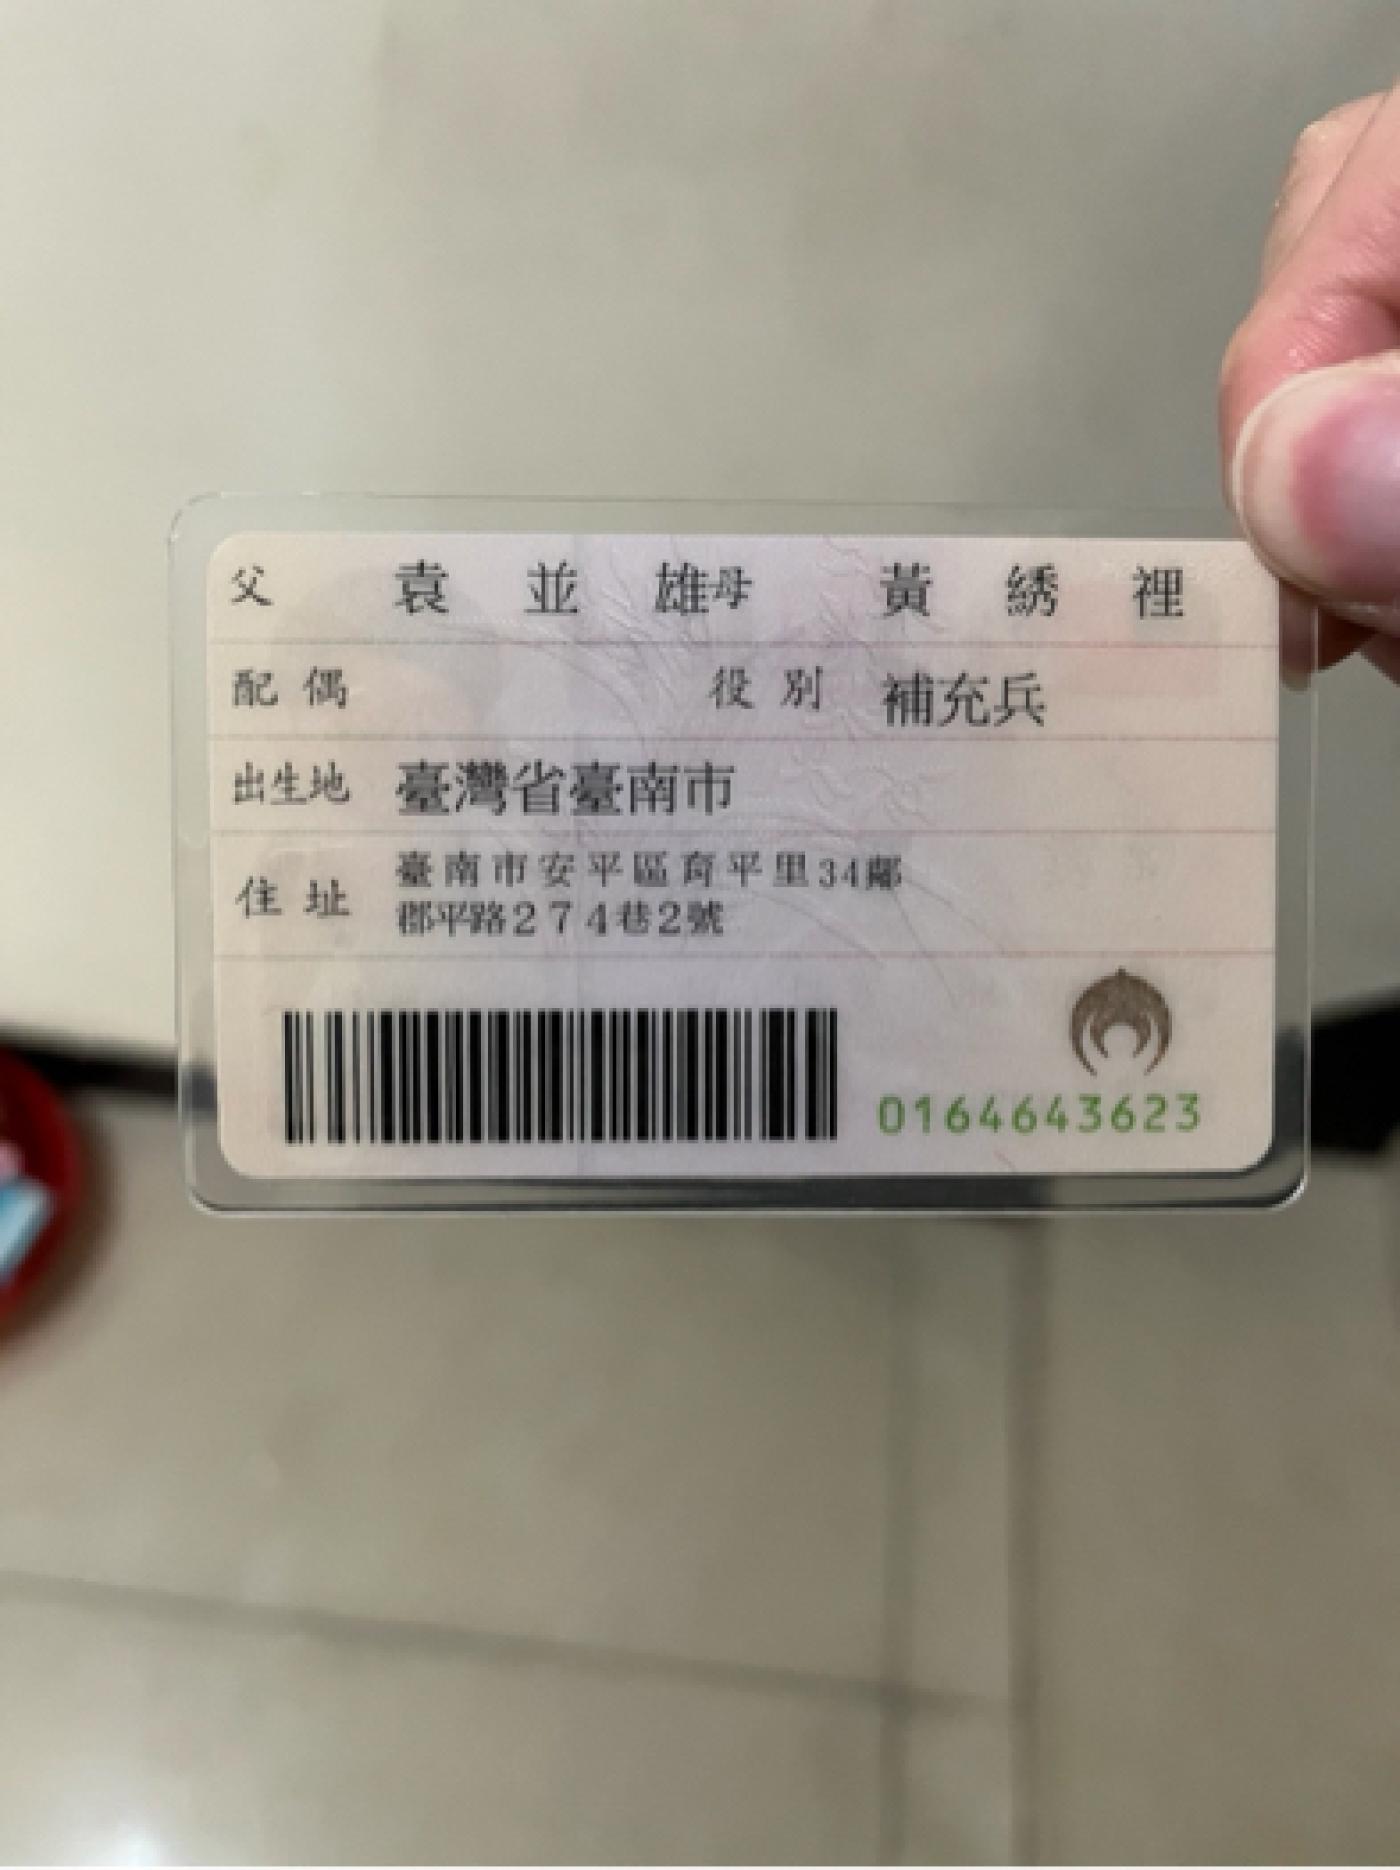 父 袁並雄 母 黃綉裡
配偶 役別 補充兵
出生地 臺灣省臺南市
住址 臺南市安平區育平里34鄰
郡平路274巷2號
0164643623